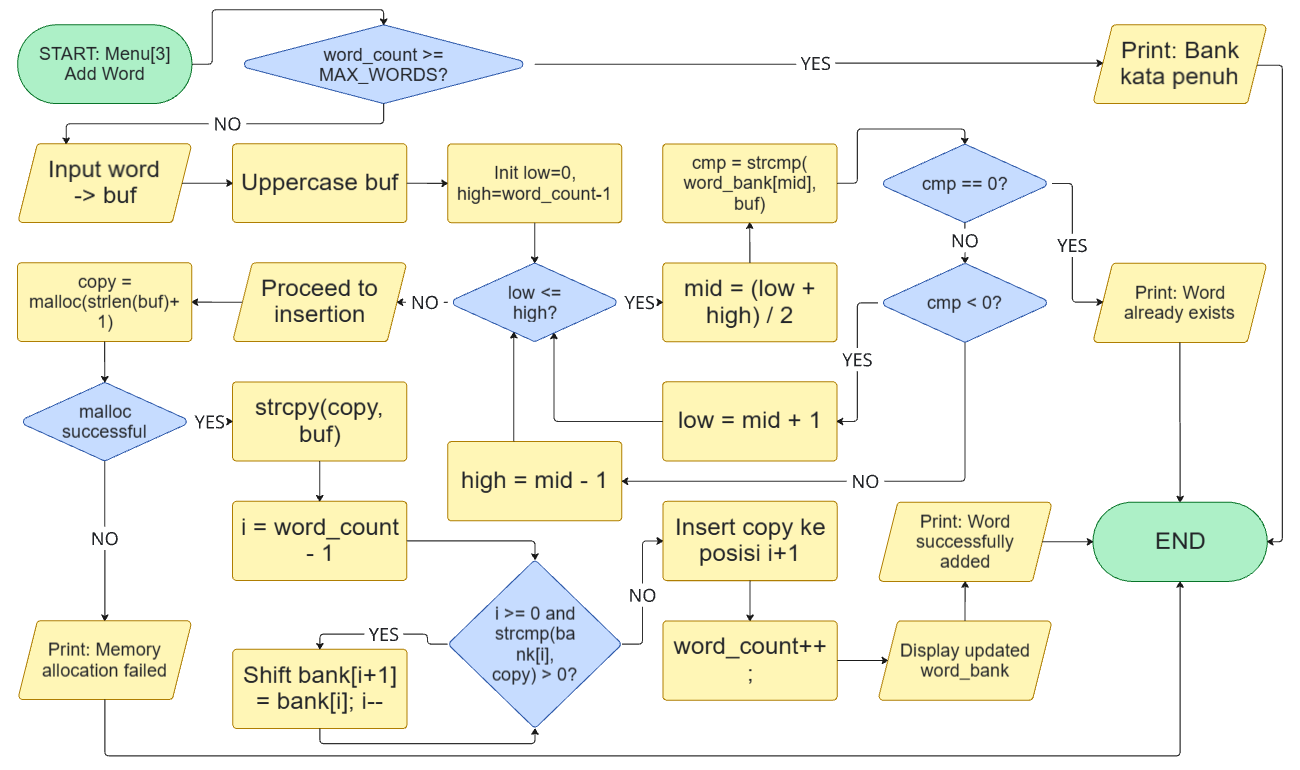 START: Menu[3]
Add Word
word_count >=
MAX_WORDS?
YES
Print: Bank
kata penuh
NO
Input word
-> buf
Uppercase buf
Init low=0,
high=word_count-1
cmp = strcmp(
word_bank[mid],
buf)
cmp == 0?
NO
YES
copy =
malloc(strlen(buf)+
1)
Proceed to
insertion
NO
low <=
high?
YES
mid = (low +
high) / 2
cmp < 0?
Print: Word
already exists
YES
malloc
successful
YES
strcpy(copy,
buf)
low = mid + 1
high = mid - 1
NO
NO
i = word_count
- 1
Insert copy ke
posisi i+1
Print: Word
successfully
added
END
i >= 0 and
strcmp(ba
nk[i],
copy) > 0?
NO
YES
Print: Memory
allocation failed
Shift bank[i+1]
= bank[i]; i--
word_count++
;
Display updated
word_bank